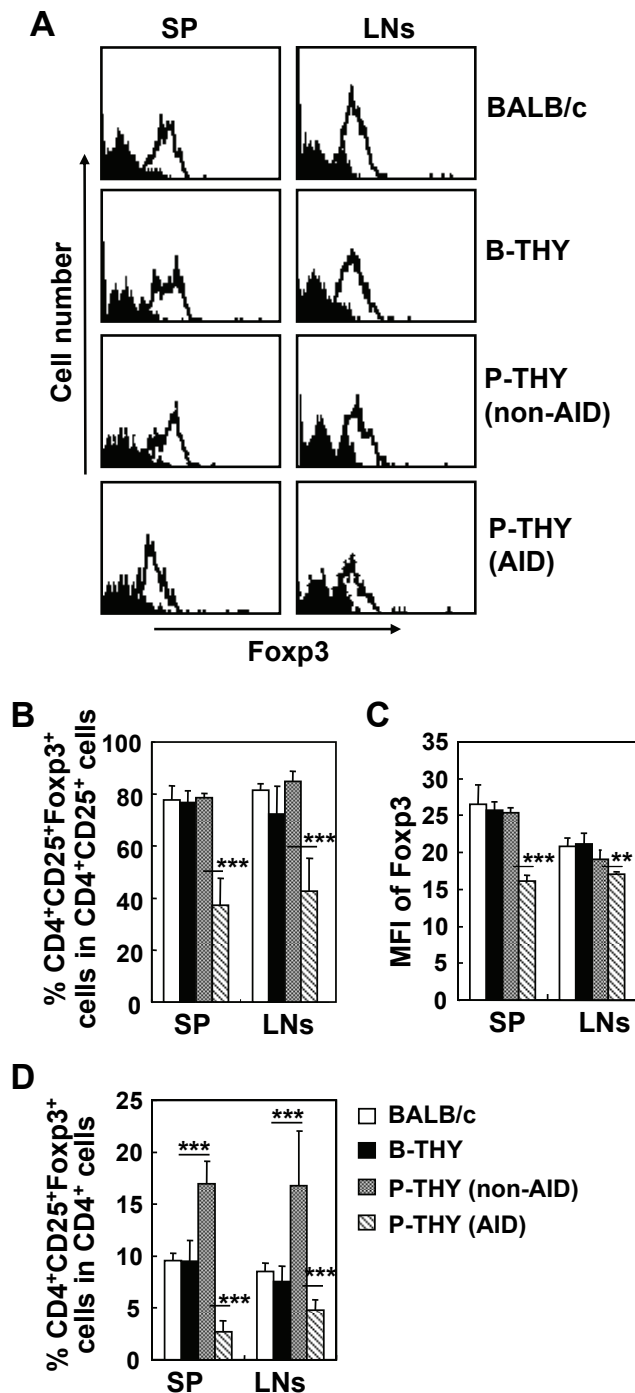 A
SP
LNs
BALB/c
B-THY
P-THY
(non-AID)
P-THY
(AID)
Cell number
Foxp3
B
% CD4⁺CD25⁺Foxp3⁺
cells in CD4⁺CD25⁺ cells
100
80
60
40
20
0
***
***
SP
LNs
C
MFI of Foxp3
35
30
25
20
15
10
5
0
***
**
SP
LNs
D
% CD4⁺CD25⁺Foxp3⁺
cells in CD4⁺ cells
25
20
15
10
5
0
***
***
***
***
SP
LNs
BALB/c
B-THY
P-THY (non-AID)
P-THY (AID)